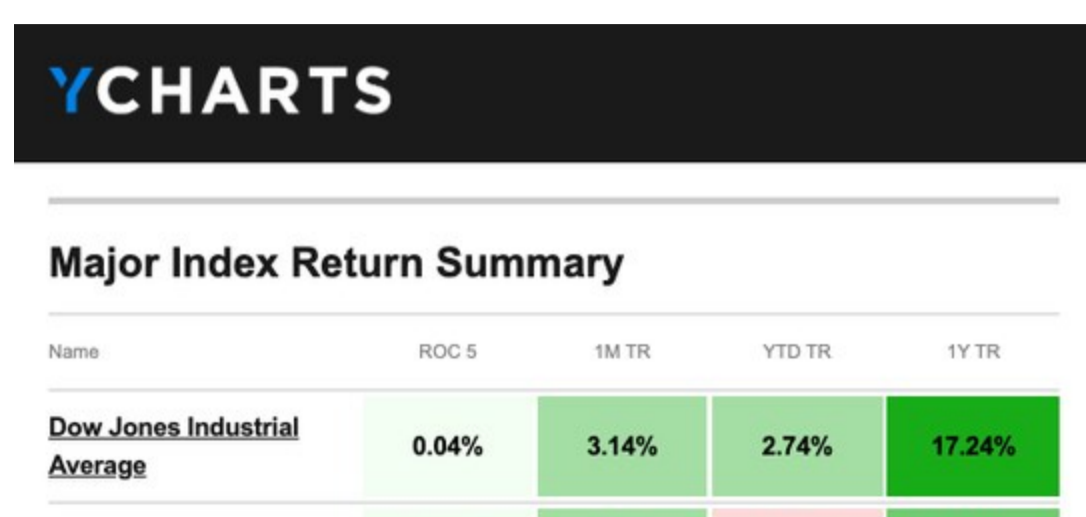 YCHARTS
Major Index Return Summary
Name ROC 5 1M TR YTD TR 1Y TR
Dow Jones Industrial
Average 0.04% 3.14% 2.74% 17.24%